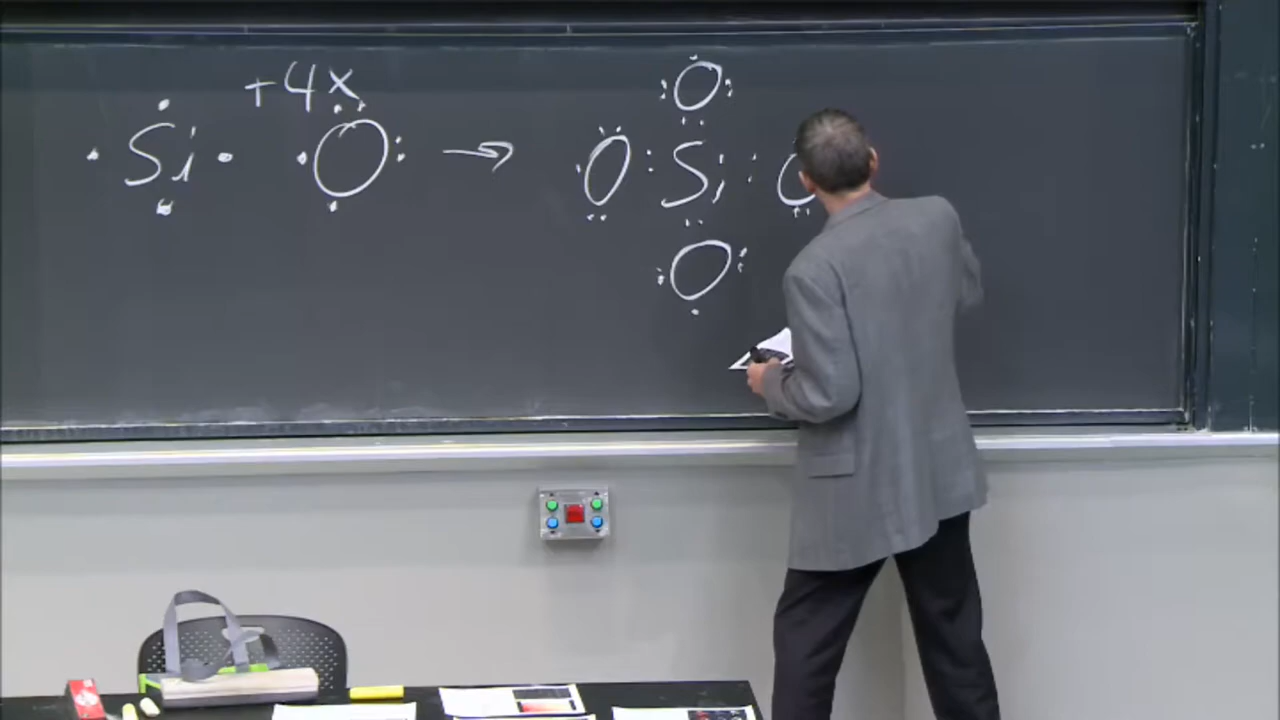 +4x
Si O → O Si O
O
O